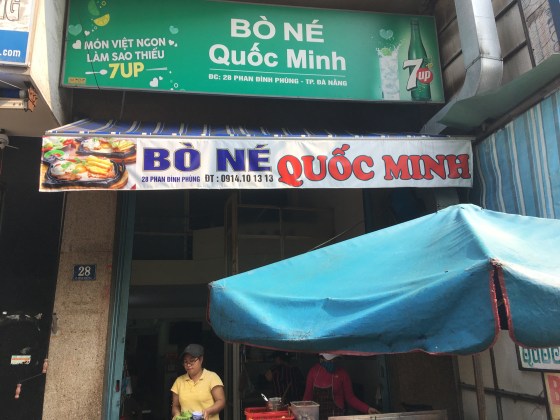 BÒ NÉ
Quốc Minh
ĐC: 28 PHAN ĐÌNH PHÙNG - TP. ĐÀ NẴNG
MÓN VIỆT NGON
LÀM SAO THIẾU
7UP
7up
.com
BÒ NÉ QUỐC MINH
28 PHAN ĐÌNH PHÙNG ĐT : 0914.10 13 13
28